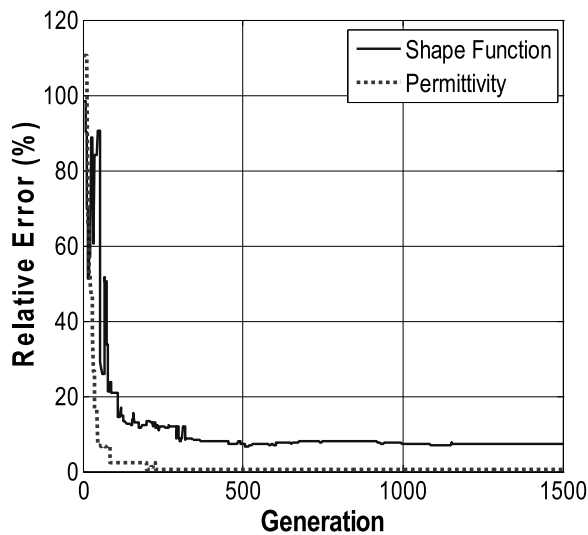 120
100
80
60
40
20
0
0
500
1000
1500
Relative Error (%)
Generation
Shape Function
Permittivity